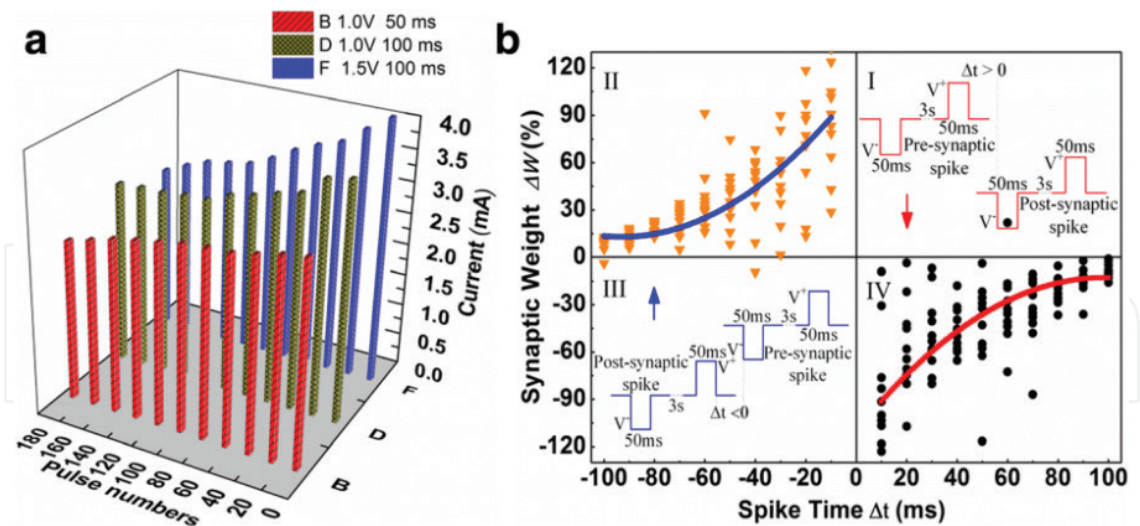 a
B 1.0V 50 ms
D 1.0V 100 ms
F 1.5V 100 ms
4.0
3.5
3.0
2.5
2.0
1.5
1.0
0.5
0.0
Current (mA)
F
D
B
180
160
140
120
100
80
60
40
20
0
Pulse numbers
b
Synaptic Weight ΔW (%)
120
90
60
30
0
-30
-60
-90
-120
II
I
Δt > 0
V⁺
3s
50ms
V⁻
Pre-synaptic
50ms
spike
50ms
V⁺
50ms
3s
V⁻
Post-synaptic
50ms
spike
III
V⁺
50ms
3s
50ms
Post-synaptic
50ms
V⁻
Pre-synaptic
spike
V⁺
spike
V⁻
3s
Δt <0
50ms
IV
-100 -80 -60 -40 -20 0 20 40 60 80 100
Spike Time Δt (ms)